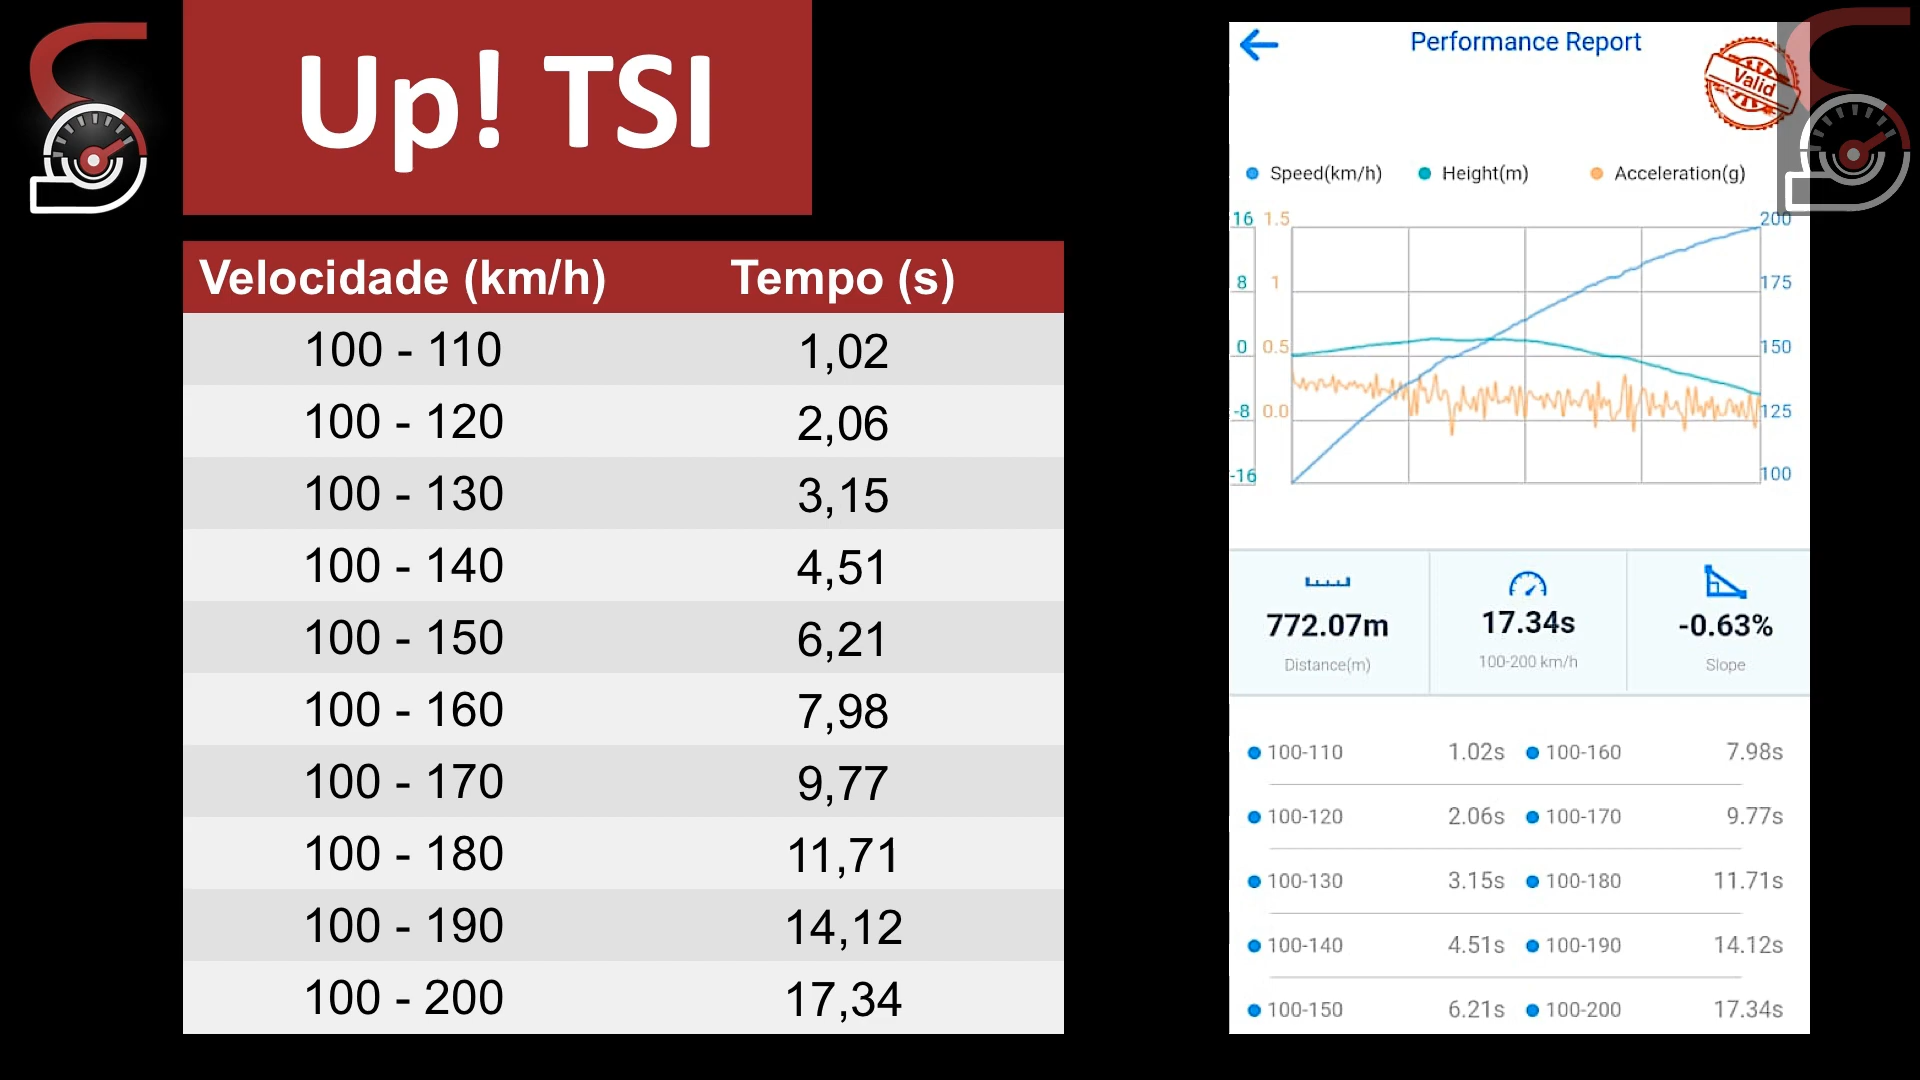 Up! TSI
Velocidade (km/h) Tempo (s)
100 - 110 1,02
100 - 120 2,06
100 - 130 3,15
100 - 140 4,51
100 - 150 6,21
100 - 160 7,98
100 - 170 9,77
100 - 180 11,71
100 - 190 14,12
100 - 200 17,34
Performance Report
Valid
Speed(km/h) Height(m) Acceleration(g)
16 1.5 200
8 1 175
0 0.5 150
-8 0.0 125
-16 100
772.07m 17.34s -0.63%
Distance(m) 100-200 km/h Slope
100-110 1.02s 100-160 7.98s
100-120 2.06s 100-170 9.77s
100-130 3.15s 100-180 11.71s
100-140 4.51s 100-190 14.12s
100-150 6.21s 100-200 17.34s